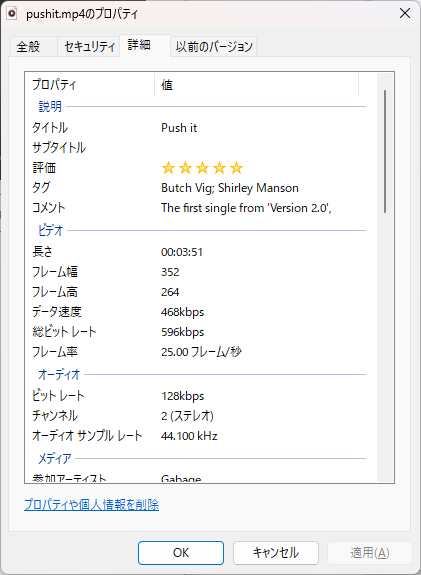 pushit.mp4のプロパティ
全般 セキュリティ 詳細 以前のバージョン
プロパティ 値
説明
タイトル Push it
サブタイトル
評価
タグ Butch Vig; Shirley Manson
コメント The first single from 'Version 2.0',
ビデオ
長さ 00:03:51
フレーム幅 352
フレーム高 264
データ速度 468kbps
総ビット レート 596kbps
フレーム率 25.00 フレーム/秒
オーディオ
ビット レート 128kbps
チャンネル 2 (ステレオ)
オーディオ サンプル レート 44.100 kHz
メディア
参加アーティスト Gabage
プロパティや個人情報を削除
OK キャンセル 適用(A)